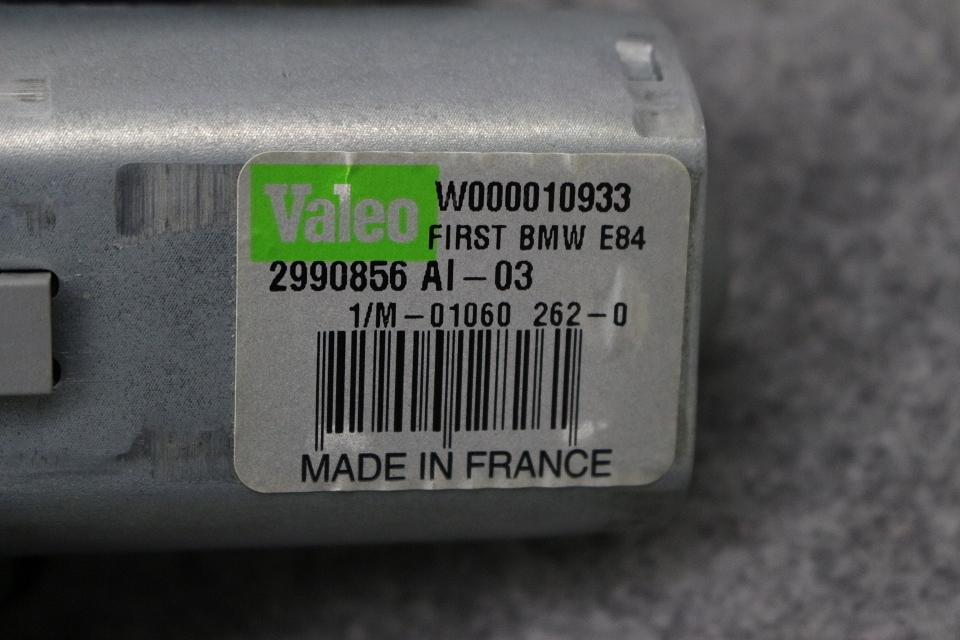 Valeo W000010933
FIRST BMW E84
2990856 AI-03
1/M-01060 262-0
MADE IN FRANCE